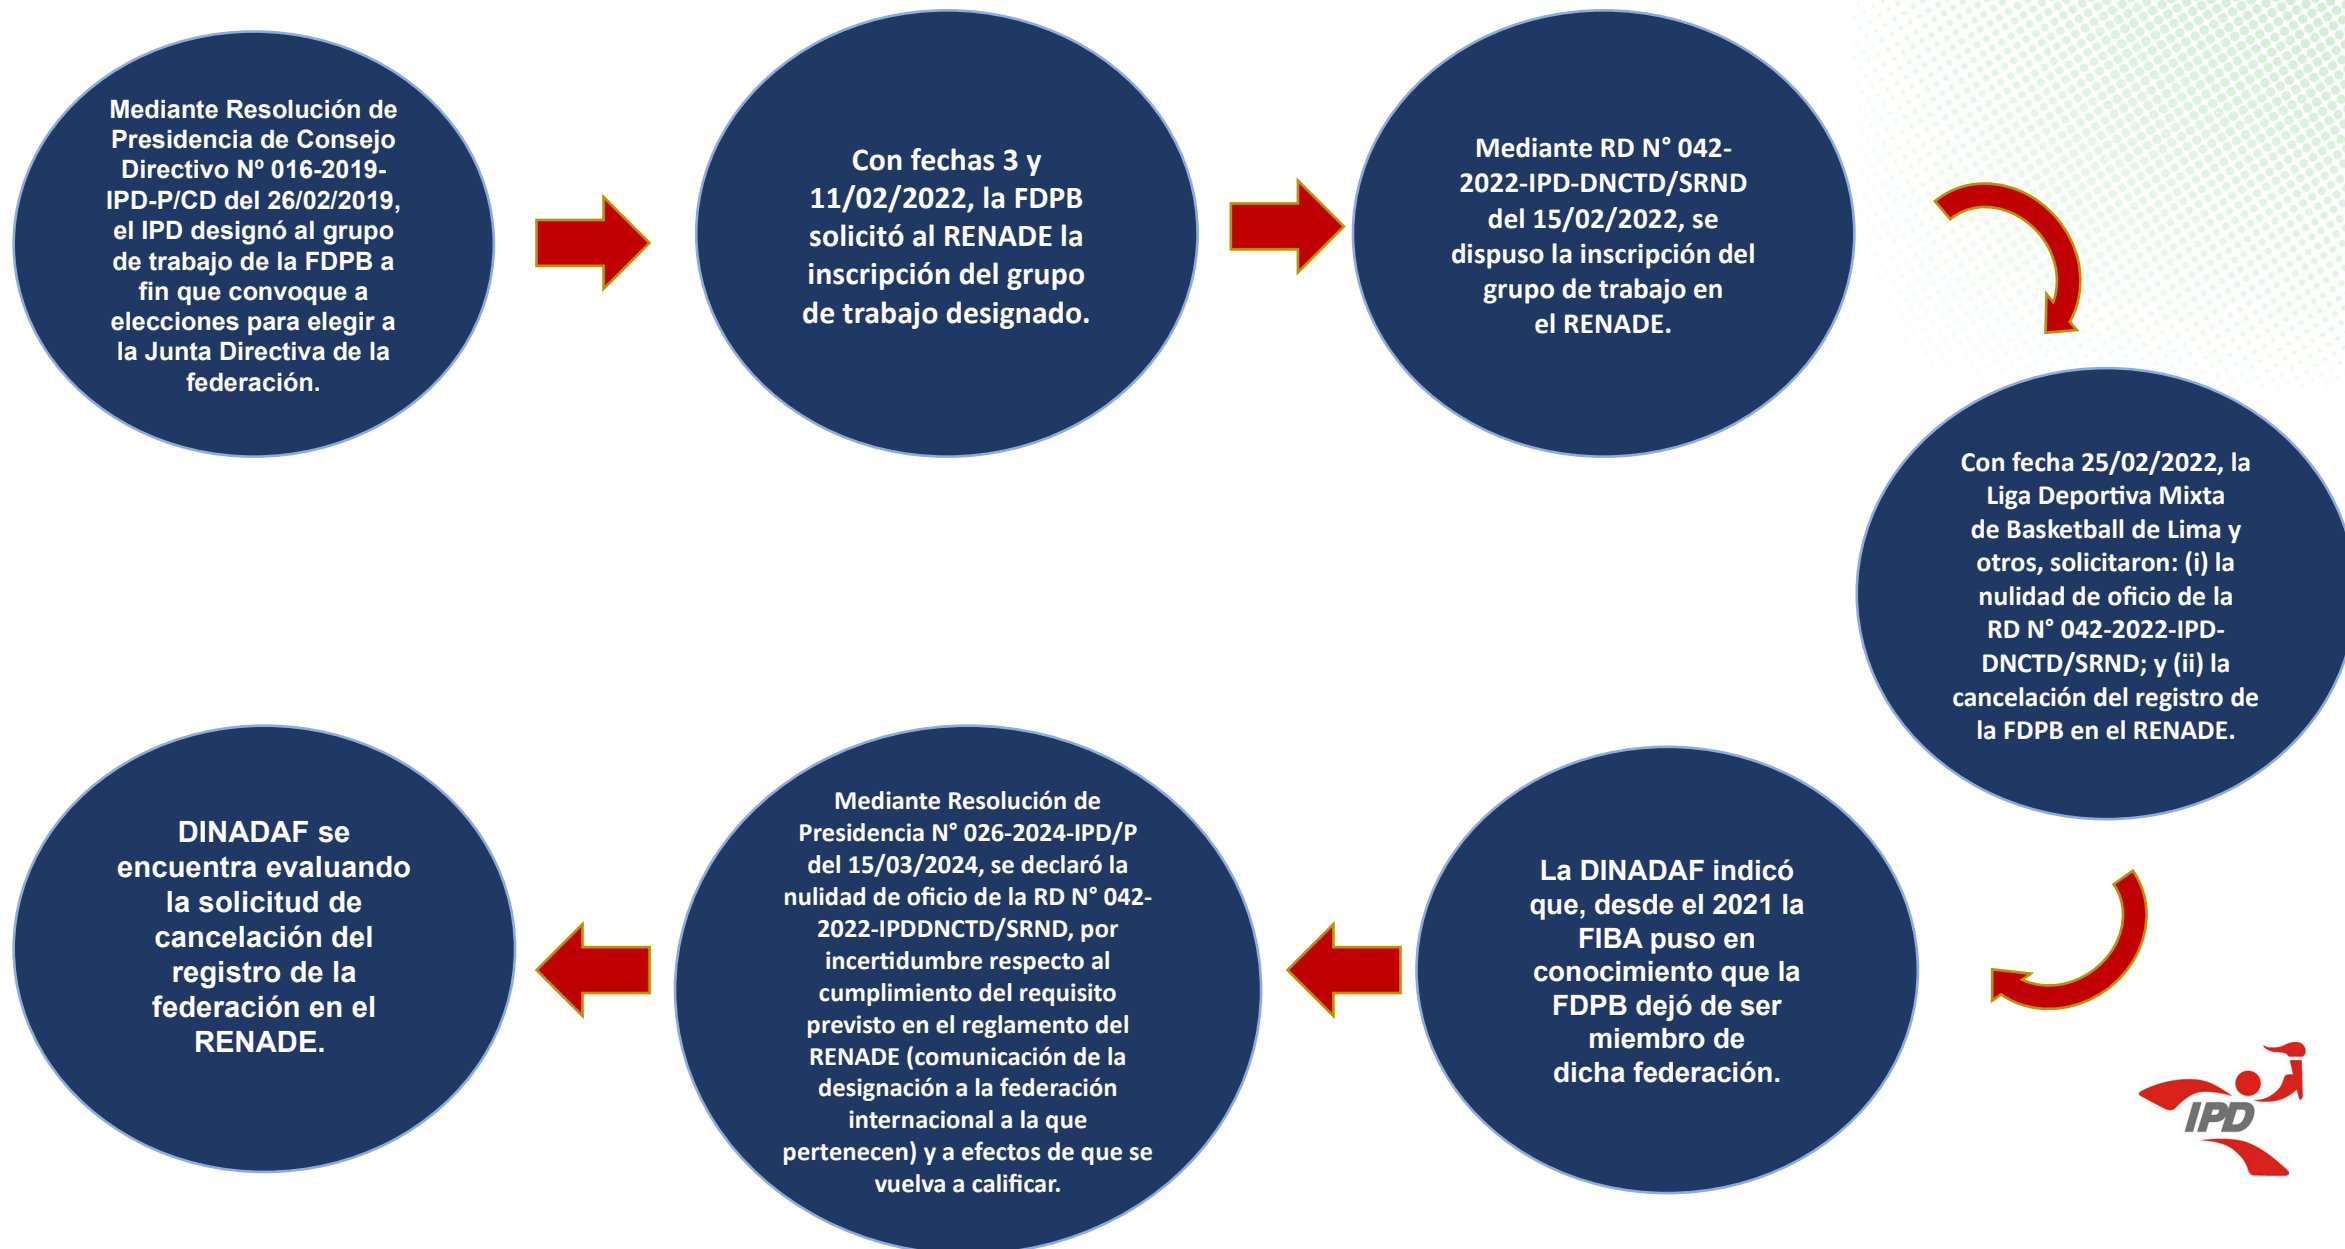 Mediante Resolución de
Presidencia de Consejo
Directivo Nº 016-2019-
IPD-P/CD del 26/02/2019,
el IPD designó al grupo
de trabajo de la FDPB a
fin que convoque a
elecciones para elegir a
la Junta Directiva de la
federación.
Con fechas 3 y
11/02/2022, la FDPB
solicitó al RENADE la
inscripción del grupo
de trabajo designado.
Mediante RD N° 042-
2022-IPD-DNCTD/SRND
del 15/02/2022, se
dispuso la inscripción del
grupo de trabajo en
el RENADE.
Con fecha 25/02/2022, la
Liga Deportiva Mixta
de Basketball de Lima y
otros, solicitaron: (i) la
nulidad de oficio de la
RD N° 042-2022-IPD-
DNCTD/SRND; y (ii) la
cancelación del registro de
la FDPB en el RENADE.
La DINADAF indicó
que, desde el 2021 la
FIBA puso en
conocimiento que la
FDPB dejó de ser
miembro de
dicha federación.
Mediante Resolución de
Presidencia N° 026-2024-IPD/P
del 15/03/2024, se declaró la
nulidad de oficio de la RD N° 042-
2022-IPDDNCTD/SRND, por
incertidumbre respecto al
cumplimiento del requisito
previsto en el reglamento del
RENADE (comunicación de la
designación a la federación
internacional a la que
pertenecen) y a efectos de que se
vuelva a calificar.
DINADAF se
encuentra evaluando
la solicitud de
cancelación del
registro de la
federación en el
RENADE.
IPD